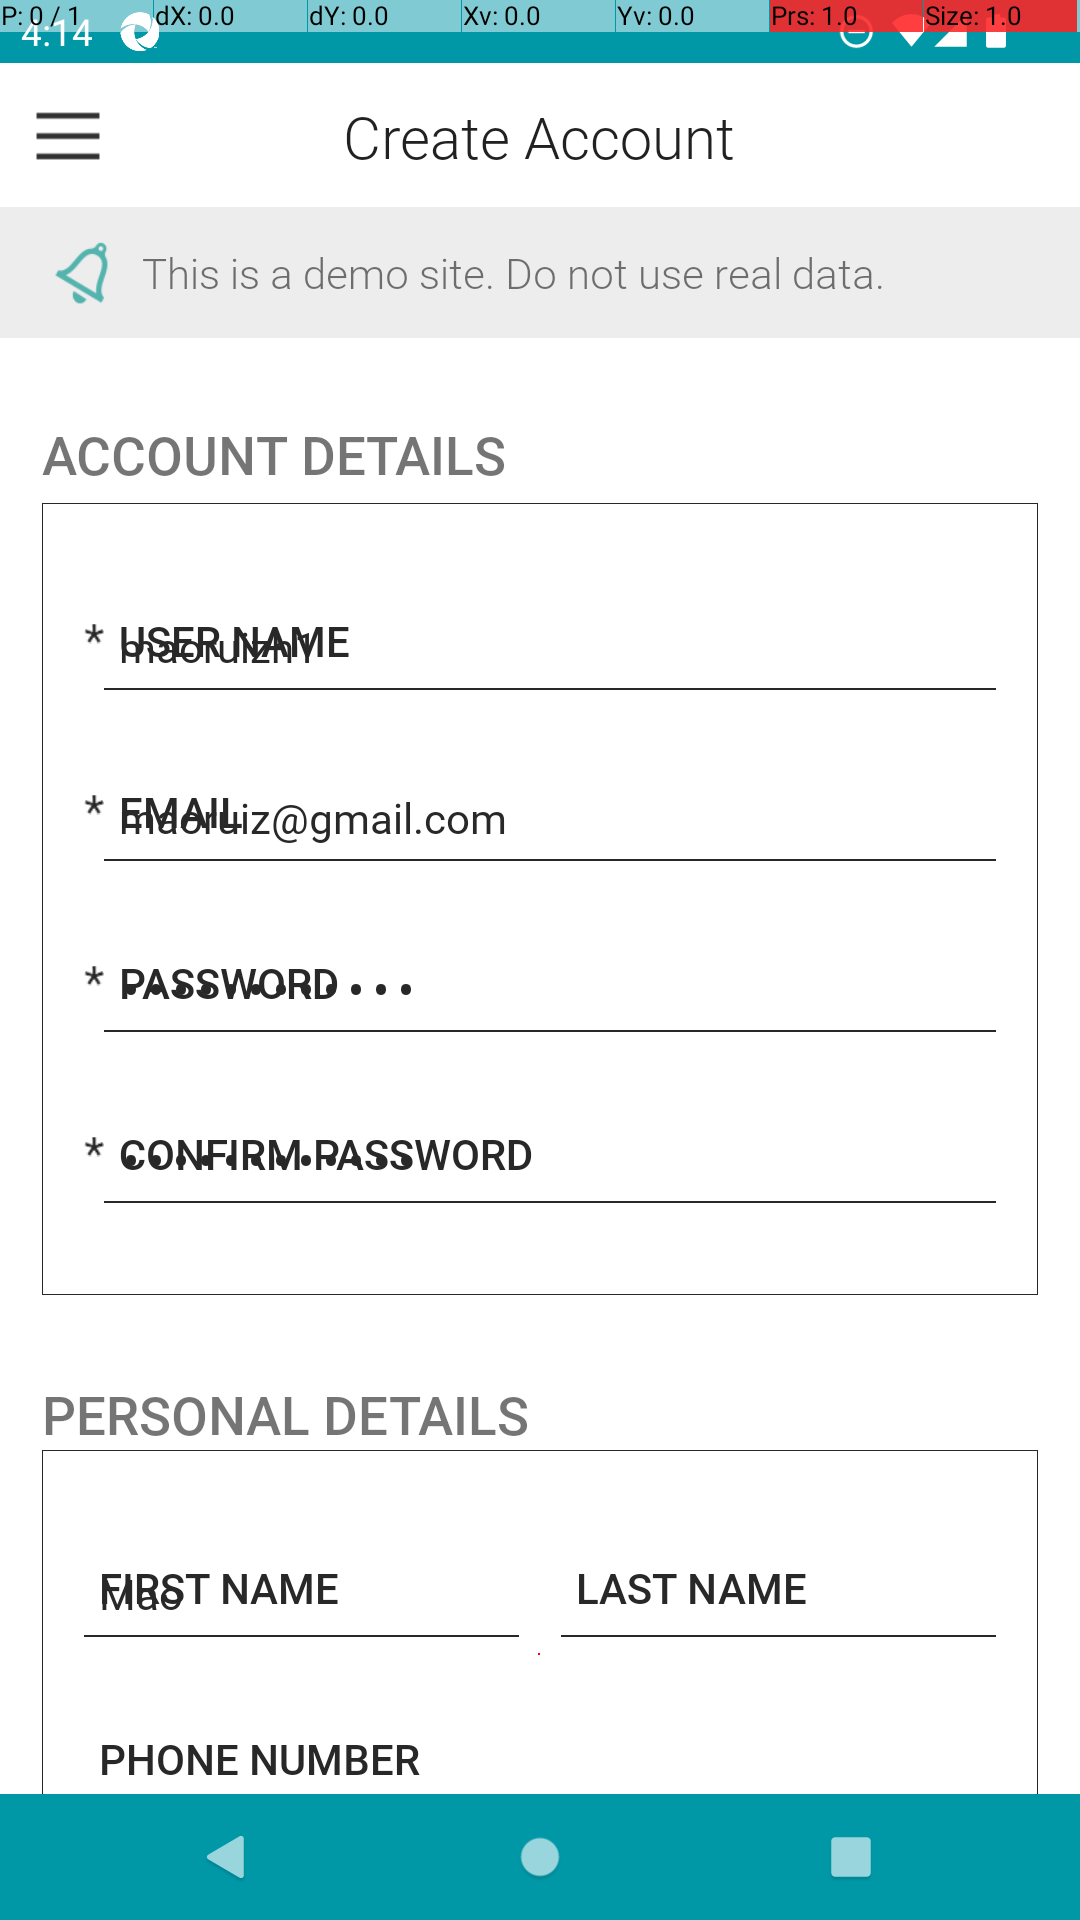 P: 0 / 1 dX: 0.0 dY: 0.0 Xv: 0.0 Yv: 0.0 Prs: 1.0 Size: 1.0
4:14
Create Account
This is a demo site. Do not use real data.
ACCOUNT DETAILS
* USER NAME
maoruizh1
* EMAIL
maoruiz@gmail.com
* PASSWORD
••••••••••••
* CONFIRM PASSWORD
••••••••••••
PERSONAL DETAILS
FIRST NAME LAST NAME
Mao
PHONE NUMBER